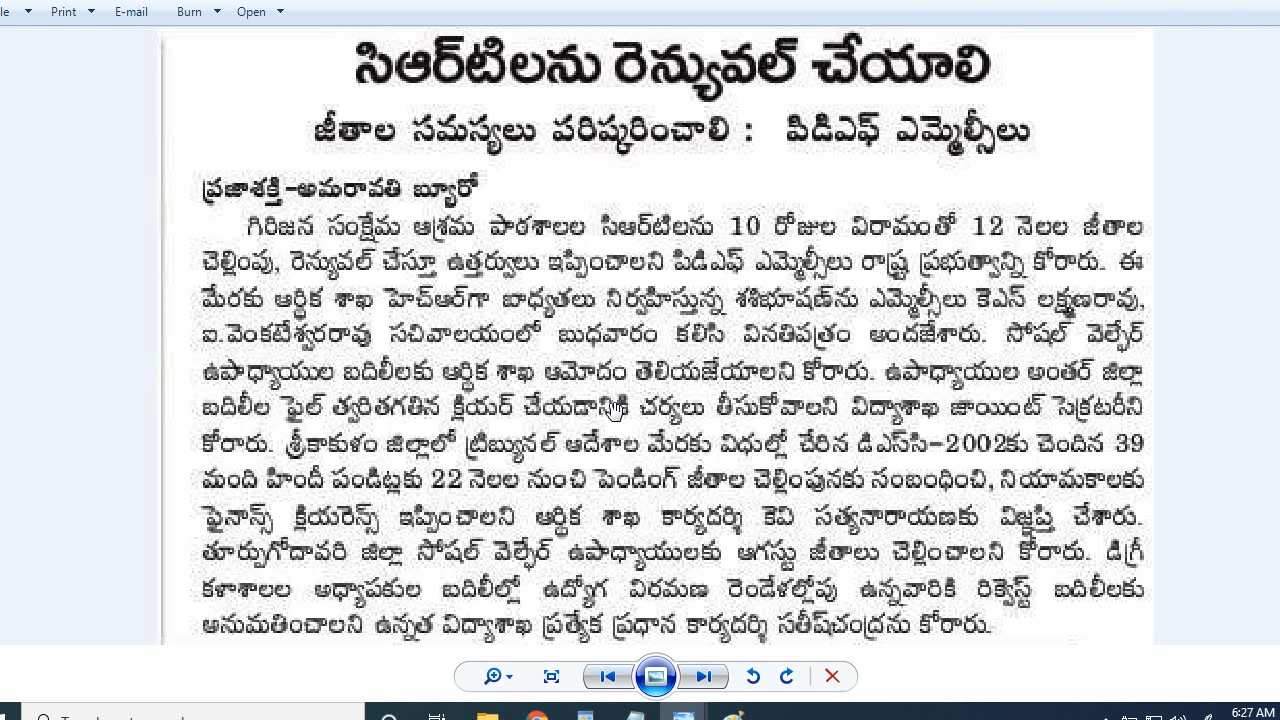 Print
E-mail
Burn
Open
సిఆర్‌టిలను రెన్యువల్ చేయాలి
జీతాల సమస్యలు పరిష్కరించాలి : పిడిఎఫ్ ఎమ్మెల్సీలు
ప్రజాశక్తి-అమరావతి బ్యూరో
గిరిజన సంక్షేమ ఆశ్రమ పాఠశాలల సిఆర్‌టిలను 10 రోజుల విరామంతో 12 నెలల జీతాల
చెల్లింపు, రెన్యువల్ చేస్తూ ఉత్తర్వులు ఇప్పించాలని పిడిఎఫ్ ఎమ్మెల్సీలు రాష్ట్ర ప్రభుత్వాన్ని కోరారు. ఈ
మేరకు ఆర్థిక శాఖ హెచ్‌ఆర్‌గా బాధ్యతలు నిర్వహిస్తున్న శశిభూషణ్‌ను ఎమ్మెల్సీలు కెఎస్ లక్ష్మణరావు,
ఐ.వెంకటేశ్వరరావు సచివాలయంలో బుధవారం కలిసి వినతిపత్రం అందజేశారు. సోషల్ వెల్ఫేర్
ఉపాధ్యాయుల బదిలీలకు ఆర్థిక శాఖ ఆమోదం తెలియజేయాలని కోరారు. ఉపాధ్యాయుల అంతర్ జిల్లా
బదిలీల ఫైల్ త్వరితగతిన క్లియర్ చేయడానికి చర్యలు తీసుకోవాలని విద్యాశాఖ జాయింట్ సెక్రటరీని
కోరారు. శ్రీకాకుళం జిల్లాలో ట్రిబ్యునల్ ఆదేశాల మేరకు విధుల్లో చేరిన డిఎస్‌సి-2002కు చెందిన 39
మంది హిందీ పండిట్లకు 22 నెలల నుంచి పెండింగ్ జీతాల చెల్లింపునకు సంబంధించి, నియామకాలకు
ఫైనాన్స్ క్లియరెన్స్ ఇప్పించాలని ఆర్థిక శాఖ కార్యదర్శి కెవి సత్యనారాయణకు విజ్ఞప్తి చేశారు.
తూర్పుగోదావరి జిల్లా సోషల్ వెల్ఫేర్ ఉపాధ్యాయులకు ఆగస్టు జీతాలు చెల్లించాలని కోరారు. డిగ్రీ
కళాశాలల అధ్యాపకుల బదిలీల్లో ఉద్యోగ విరమణ రెండేళ్లలోపు ఉన్నవారికి రిక్వెస్ట్ బదిలీలకు
అనుమతించాలని ఉన్నత విద్యాశాఖ ప్రత్యేక ప్రధాన కార్యదర్శి సతీష్‌చంద్రను కోరారు.
6:27 AM